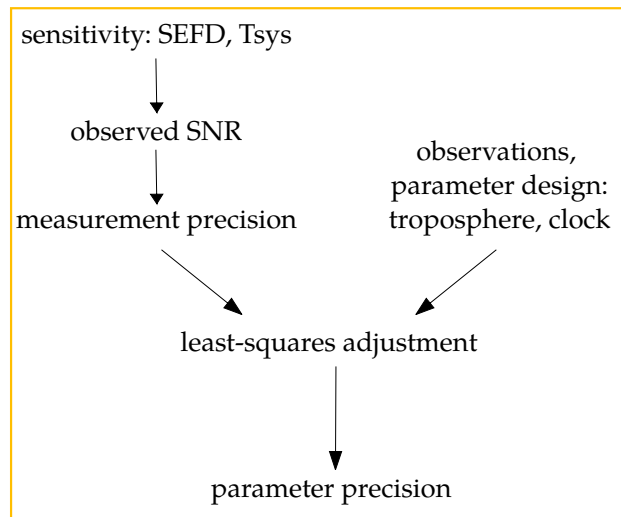 sensitivity: SEFD, Tsys
observed SNR
measurement precision
observations,
parameter design:
troposphere, clock
least-squares adjustment
parameter precision